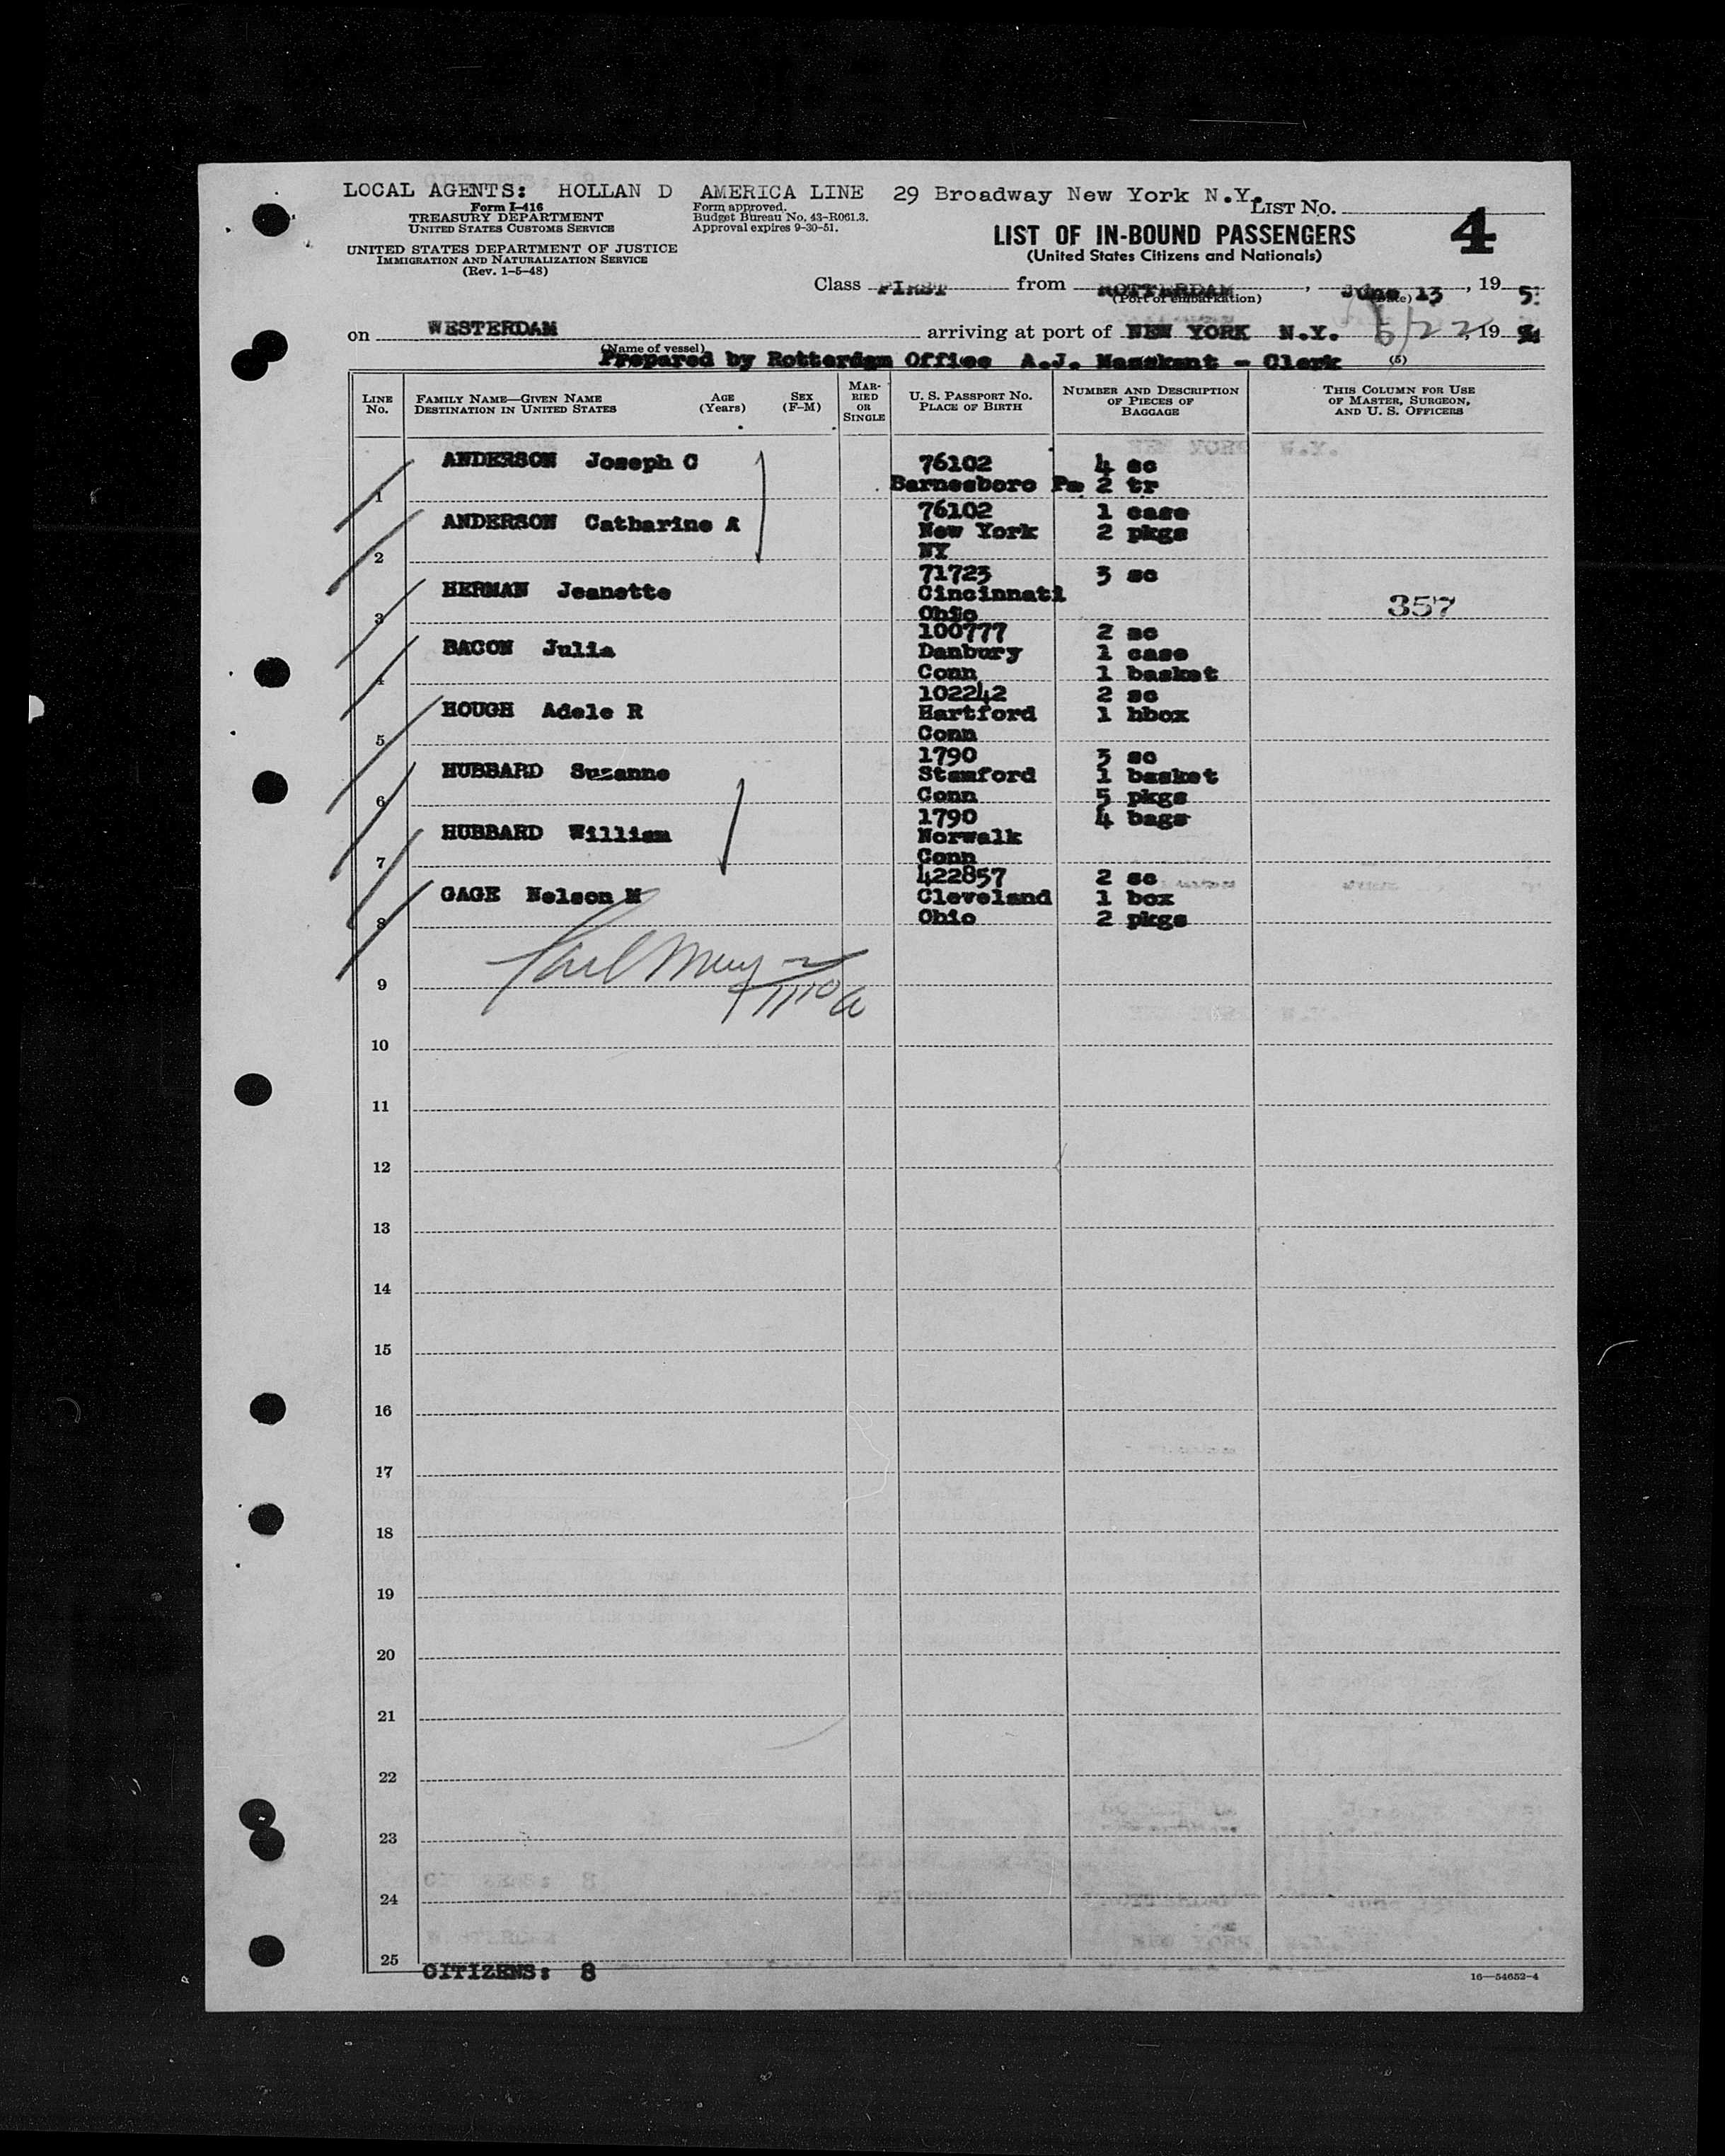 LOCAL AGENTS: HOLLAN D AMERICA LINE 29 Broadway New York N.Y.
LIST NO.
4
Form I-416
TREASURY DEPARTMENT
UNITED STATES CUSTOMS SERVICE
Form approved.
Budget Bureau No. 43-R061.3.
Approval expires 9-30-51.
UNITED STATES DEPARTMENT OF JUSTICE
IMMIGRATION AND NATURALIZATION SERVICE
(Rev. 1-5-48)
LIST OF IN-BOUND PASSENGERS
(United States Citizens and Nationals)
Class FIRST from ROTTERDAM, June 13, 19 5
(Port of embarkation) (Date)
on WESTERDAM arriving at port of NEW YORK N.Y. 6/22, 19
(Name of vessel) (5)
Prepared by Rotterdam Office A.J. Masskant - Clerk
LINE NO.
FAMILY NAME—GIVEN NAME
DESTINATION IN UNITED STATES
AGE (Years)
SEX (F-M)
MARRIED OR SINGLE
U. S. PASSPORT NO.
PLACE OF BIRTH
NUMBER AND DESCRIPTION OF PIECES OF BAGGAGE
THIS COLUMN FOR USE OF MASTER, SURGEON, AND U. S. OFFICERS
1 ANDERSON Joseph C 76102 4 sc
Barnesboro Pa 2 tr
2 ANDERSON Catharine A 76102 1 case
New York 2 pkgs
NY
3 HERMAN Jeanette 71723 3 sc
Cincinnati
Ohio
357
4 BACON Julia 100777 2 sc
Danbury 1 case
Conn 1 basket
5 HOUGH Adele R 102242 2 sc
Hartford 1 hbox
Conn
6 HUBBARD Suzanne 1790 3 sc
Stamford 1 basket
Conn 5 pkgs
7 HUBBARD William 1790 4 bags
Norwalk
Conn
8 GAGE Nelson M 422857 2 sc
Cleveland 1 box
Ohio 2 pkgs
9
10
11
12
13
14
15
16
17
18
19
20
21
22
23
24
25
CITIZENS: 8
16—54652-4